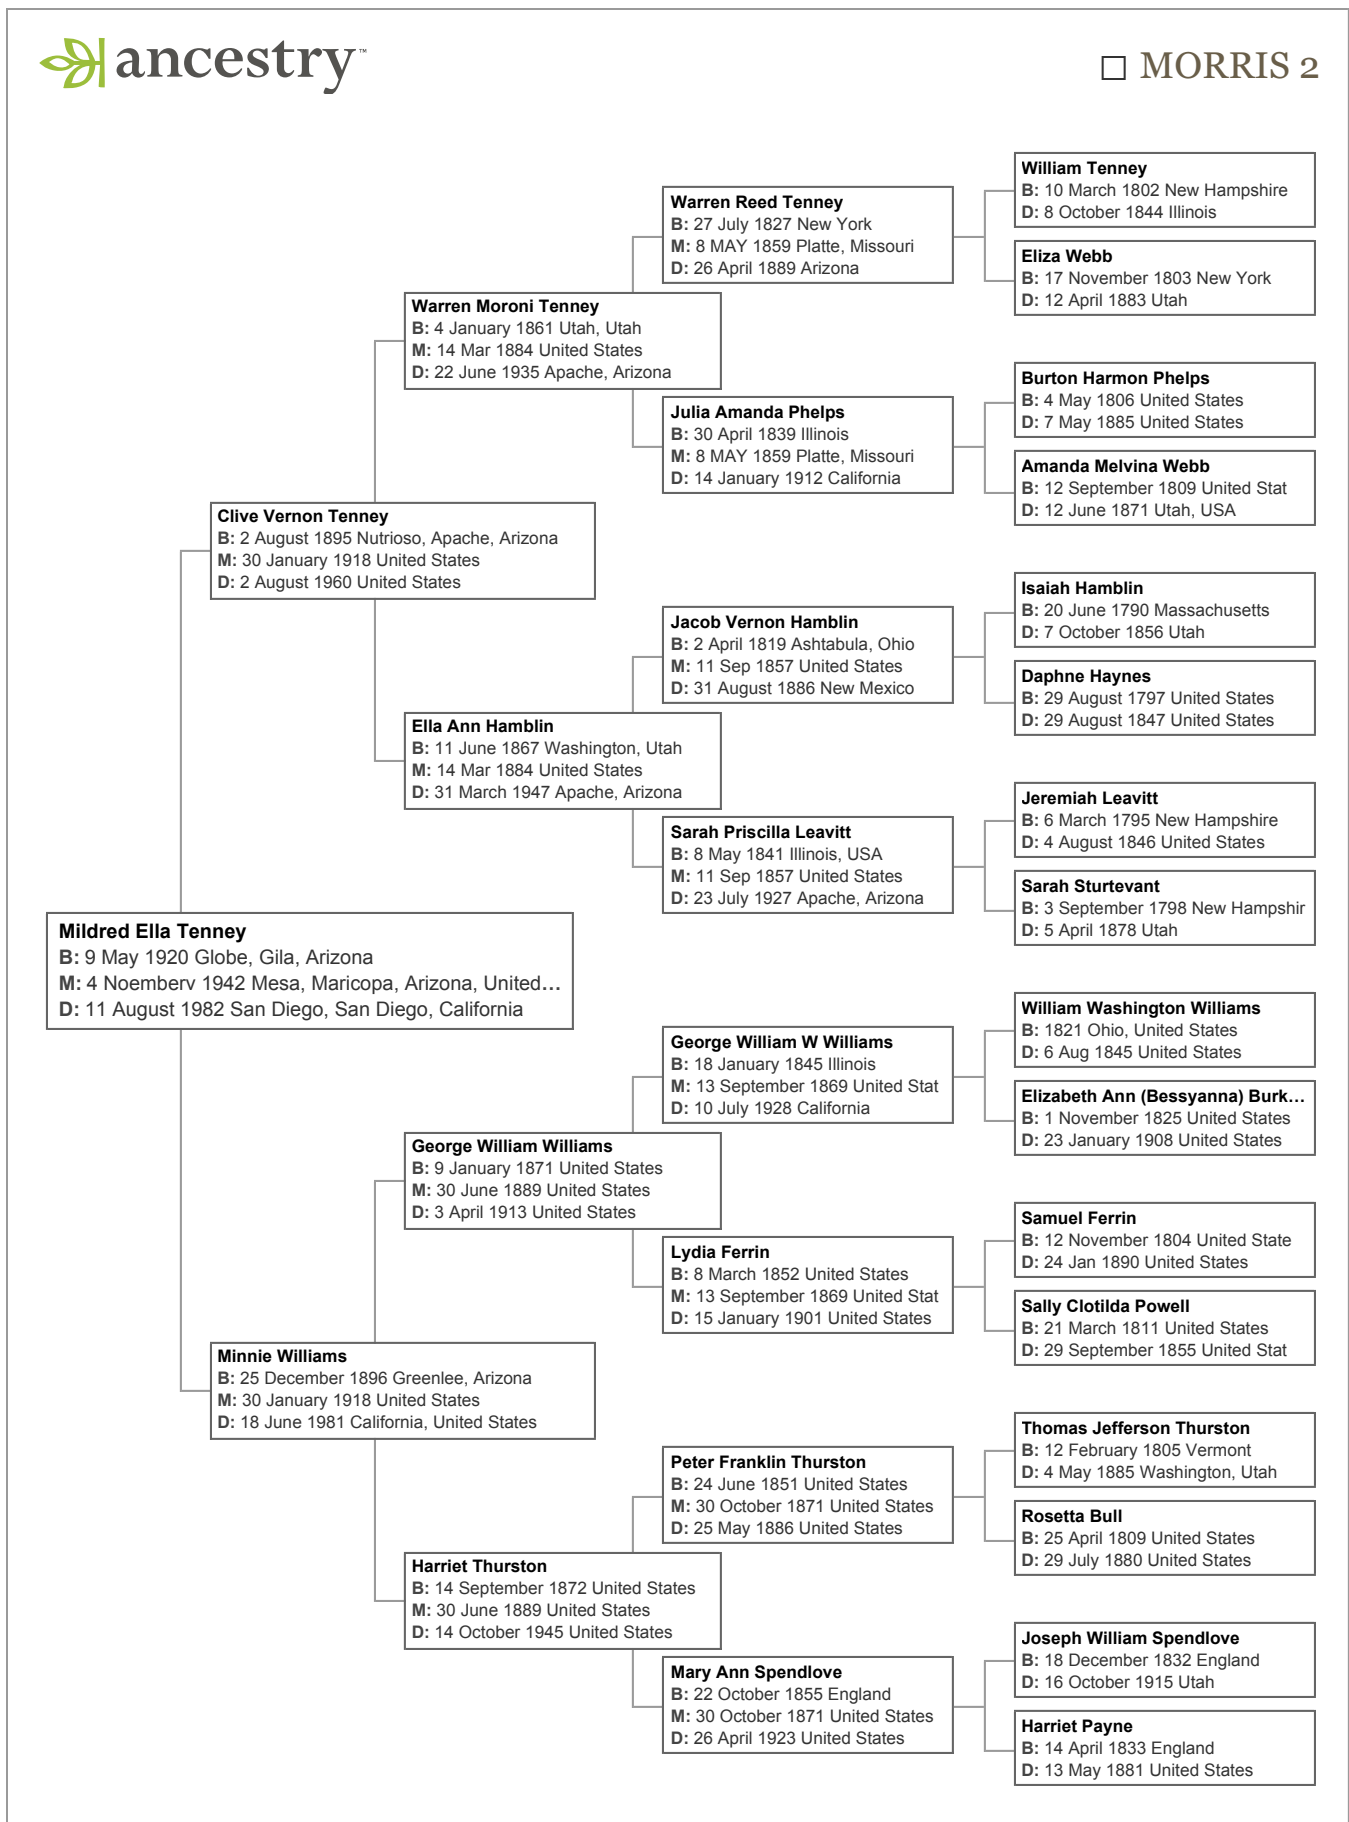 ancestry™
MORRIS 2
William Tenney
B: 10 March 1802 New Hampshire
D: 8 October 1844 Illinois
Warren Reed Tenney
B: 27 July 1827 New York
M: 8 MAY 1859 Platte, Missouri
D: 26 April 1889 Arizona
Eliza Webb
B: 17 November 1803 New York
D: 12 April 1883 Utah
Warren Moroni Tenney
B: 4 January 1861 Utah, Utah
M: 14 Mar 1884 United States
D: 22 June 1935 Apache, Arizona
Burton Harmon Phelps
B: 4 May 1806 United States
D: 7 May 1885 United States
Julia Amanda Phelps
B: 30 April 1839 Illinois
M: 8 MAY 1859 Platte, Missouri
D: 14 January 1912 California
Amanda Melvina Webb
B: 12 September 1809 United Stat
D: 12 June 1871 Utah, USA
Clive Vernon Tenney
B: 2 August 1895 Nutrioso, Apache, Arizona
M: 30 January 1918 United States
D: 2 August 1960 United States
Isaiah Hamblin
B: 20 June 1790 Massachusetts
D: 7 October 1856 Utah
Jacob Vernon Hamblin
B: 2 April 1819 Ashtabula, Ohio
M: 11 Sep 1857 United States
D: 31 August 1886 New Mexico
Daphne Haynes
B: 29 August 1797 United States
D: 29 August 1847 United States
Ella Ann Hamblin
B: 11 June 1867 Washington, Utah
M: 14 Mar 1884 United States
D: 31 March 1947 Apache, Arizona
Jeremiah Leavitt
B: 6 March 1795 New Hampshire
D: 4 August 1846 United States
Sarah Priscilla Leavitt
B: 8 May 1841 Illinois, USA
M: 11 Sep 1857 United States
D: 23 July 1927 Apache, Arizona
Sarah Sturtevant
B: 3 September 1798 New Hampshir
D: 5 April 1878 Utah
Mildred Ella Tenney
B: 9 May 1920 Globe, Gila, Arizona
M: 4 Noemberv 1942 Mesa, Maricopa, Arizona, United…
D: 11 August 1982 San Diego, San Diego, California
William Washington Williams
B: 1821 Ohio, United States
D: 6 Aug 1845 United States
George William W Williams
B: 18 January 1845 Illinois
M: 13 September 1869 United Stat
D: 10 July 1928 California
Elizabeth Ann (Bessyanna) Burk…
B: 1 November 1825 United States
D: 23 January 1908 United States
George William Williams
B: 9 January 1871 United States
M: 30 June 1889 United States
D: 3 April 1913 United States
Samuel Ferrin
B: 12 November 1804 United State
D: 24 Jan 1890 United States
Lydia Ferrin
B: 8 March 1852 United States
M: 13 September 1869 United Stat
D: 15 January 1901 United States
Sally Clotilda Powell
B: 21 March 1811 United States
D: 29 September 1855 United Stat
Minnie Williams
B: 25 December 1896 Greenlee, Arizona
M: 30 January 1918 United States
D: 18 June 1981 California, United States
Thomas Jefferson Thurston
B: 12 February 1805 Vermont
D: 4 May 1885 Washington, Utah
Peter Franklin Thurston
B: 24 June 1851 United States
M: 30 October 1871 United States
D: 25 May 1886 United States
Rosetta Bull
B: 25 April 1809 United States
D: 29 July 1880 United States
Harriet Thurston
B: 14 September 1872 United States
M: 30 June 1889 United States
D: 14 October 1945 United States
Joseph William Spendlove
B: 18 December 1832 England
D: 16 October 1915 Utah
Mary Ann Spendlove
B: 22 October 1855 England
M: 30 October 1871 United States
D: 26 April 1923 United States
Harriet Payne
B: 14 April 1833 England
D: 13 May 1881 United States